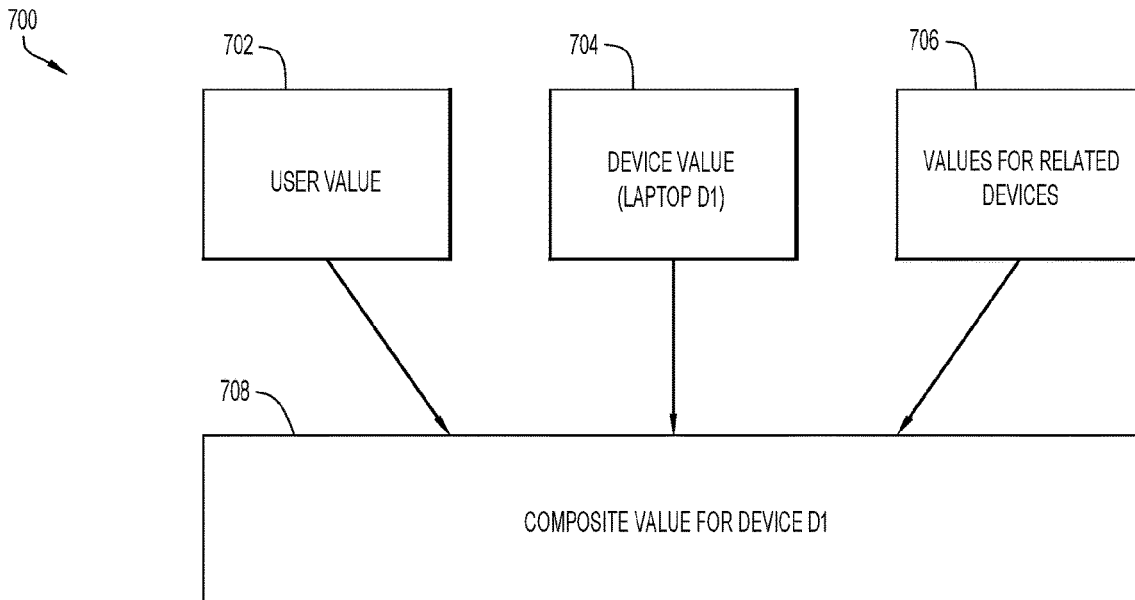 700
702
704
706
USER VALUE
DEVICE VALUE
(LAPTOP D1)
VALUES FOR RELATED
DEVICES
708
COMPOSITE VALUE FOR DEVICE D1